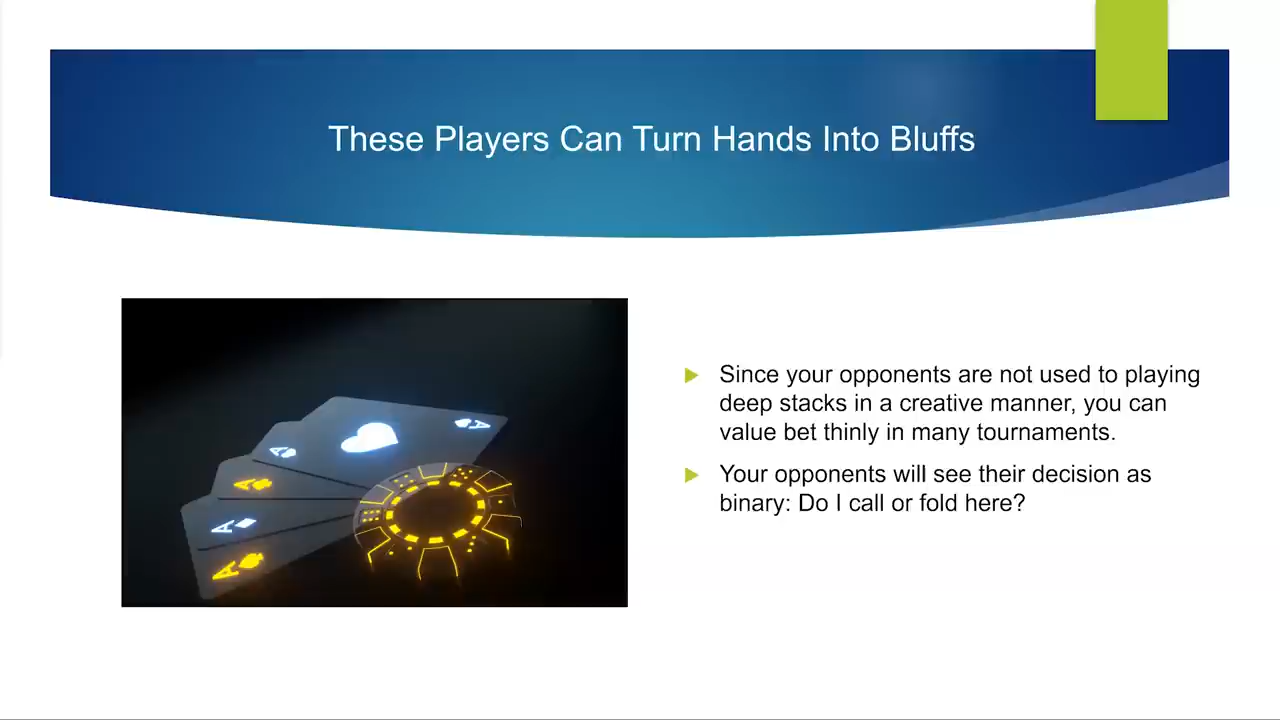 These Players Can Turn Hands Into Bluffs
Since your opponents are not used to playing
deep stacks in a creative manner, you can
value bet thinly in many tournaments.
Your opponents will see their decision as
binary: Do I call or fold here?
A
A
A
A
A